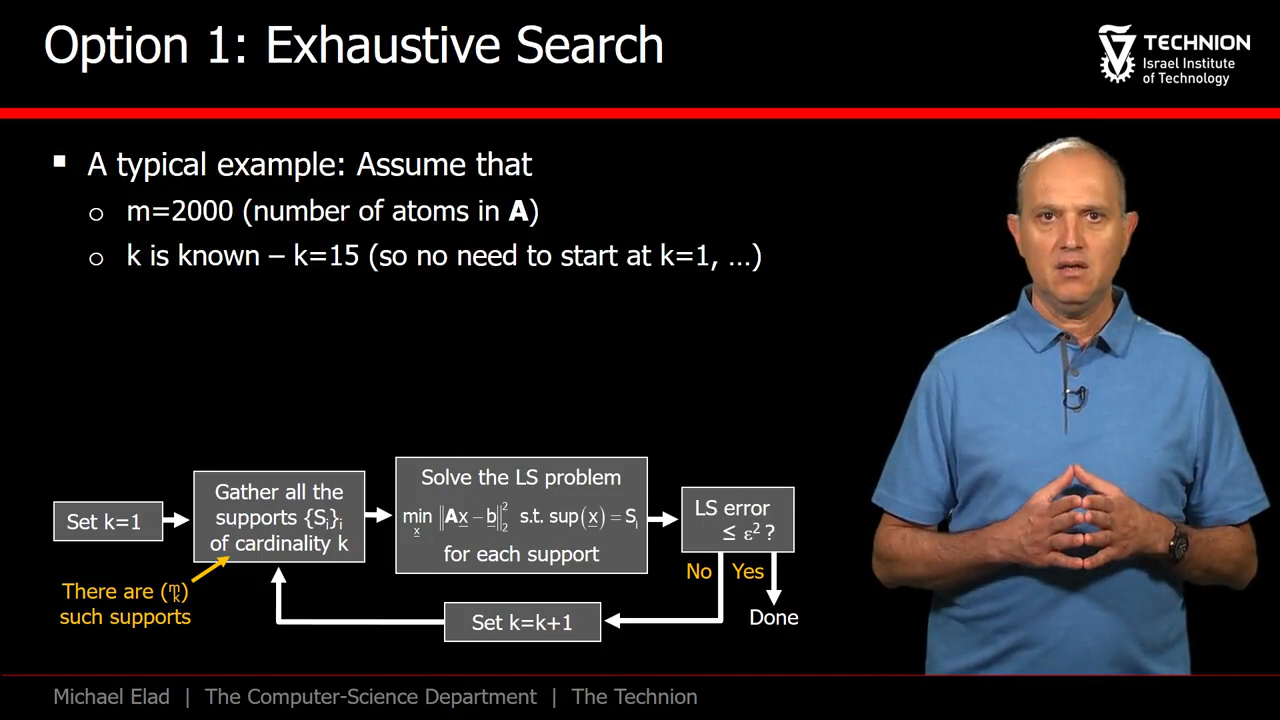 Option 1: Exhaustive Search
TECHNION
Israel Institute
of Technology
▪ A typical example: Assume that
o m=2000 (number of atoms in A)
o k is known – k=15 (so no need to start at k=1, …)
Set k=1
Gather all the
supports {Sᵢ}ᵢ
of cardinality k
Solve the LS problem
min x ‖Ax − b‖₂² s.t. sup(x) = Sᵢ
for each support
LS error
≤ ε² ?
No Yes
There are (m k)
such supports
Set k=k+1
Done
Michael Elad | The Computer-Science Department | The Technion